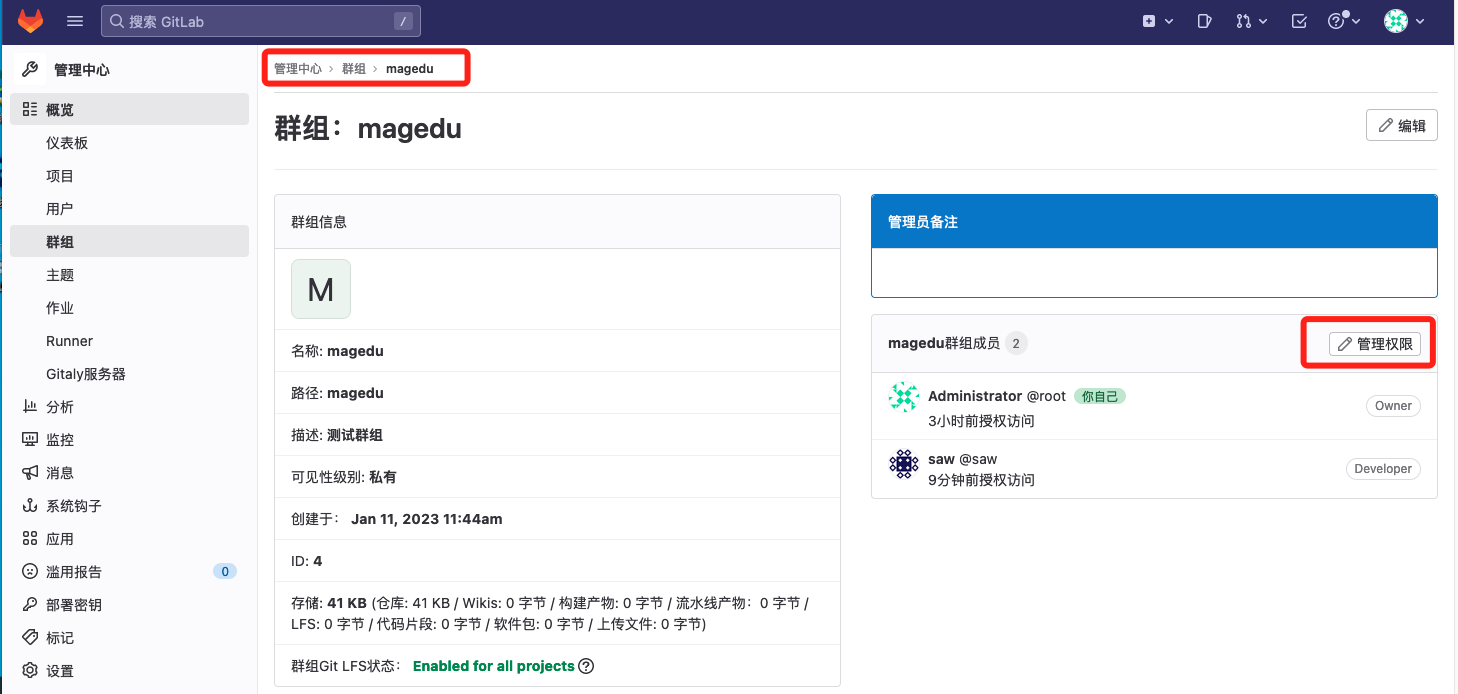 搜索 GitLab
/
管理中心
概览
仪表板
项目
用户
群组
主题
作业
Runner
Gitaly服务器
分析
监控
消息
系统钩子
应用
滥用报告 0
部署密钥
标记
设置
管理中心 › 群组 › magedu
群组：magedu
编辑
群组信息
M
名称: magedu
路径: magedu
描述: 测试群组
可见性级别: 私有
创建于： Jan 11, 2023 11:44am
ID: 4
存储: 41 KB (仓库: 41 KB / Wikis: 0 字节 / 构建产物: 0 字节 / 流水线产物：0 字节 /
LFS: 0 字节 / 代码片段: 0 字节 / 软件包: 0 字节 / 上传文件: 0 字节)
群组Git LFS状态： Enabled for all projects
管理员备注
magedu群组成员 2
管理权限
Administrator @root 你自己
3小时前授权访问
Owner
saw @saw
9分钟前授权访问
Developer